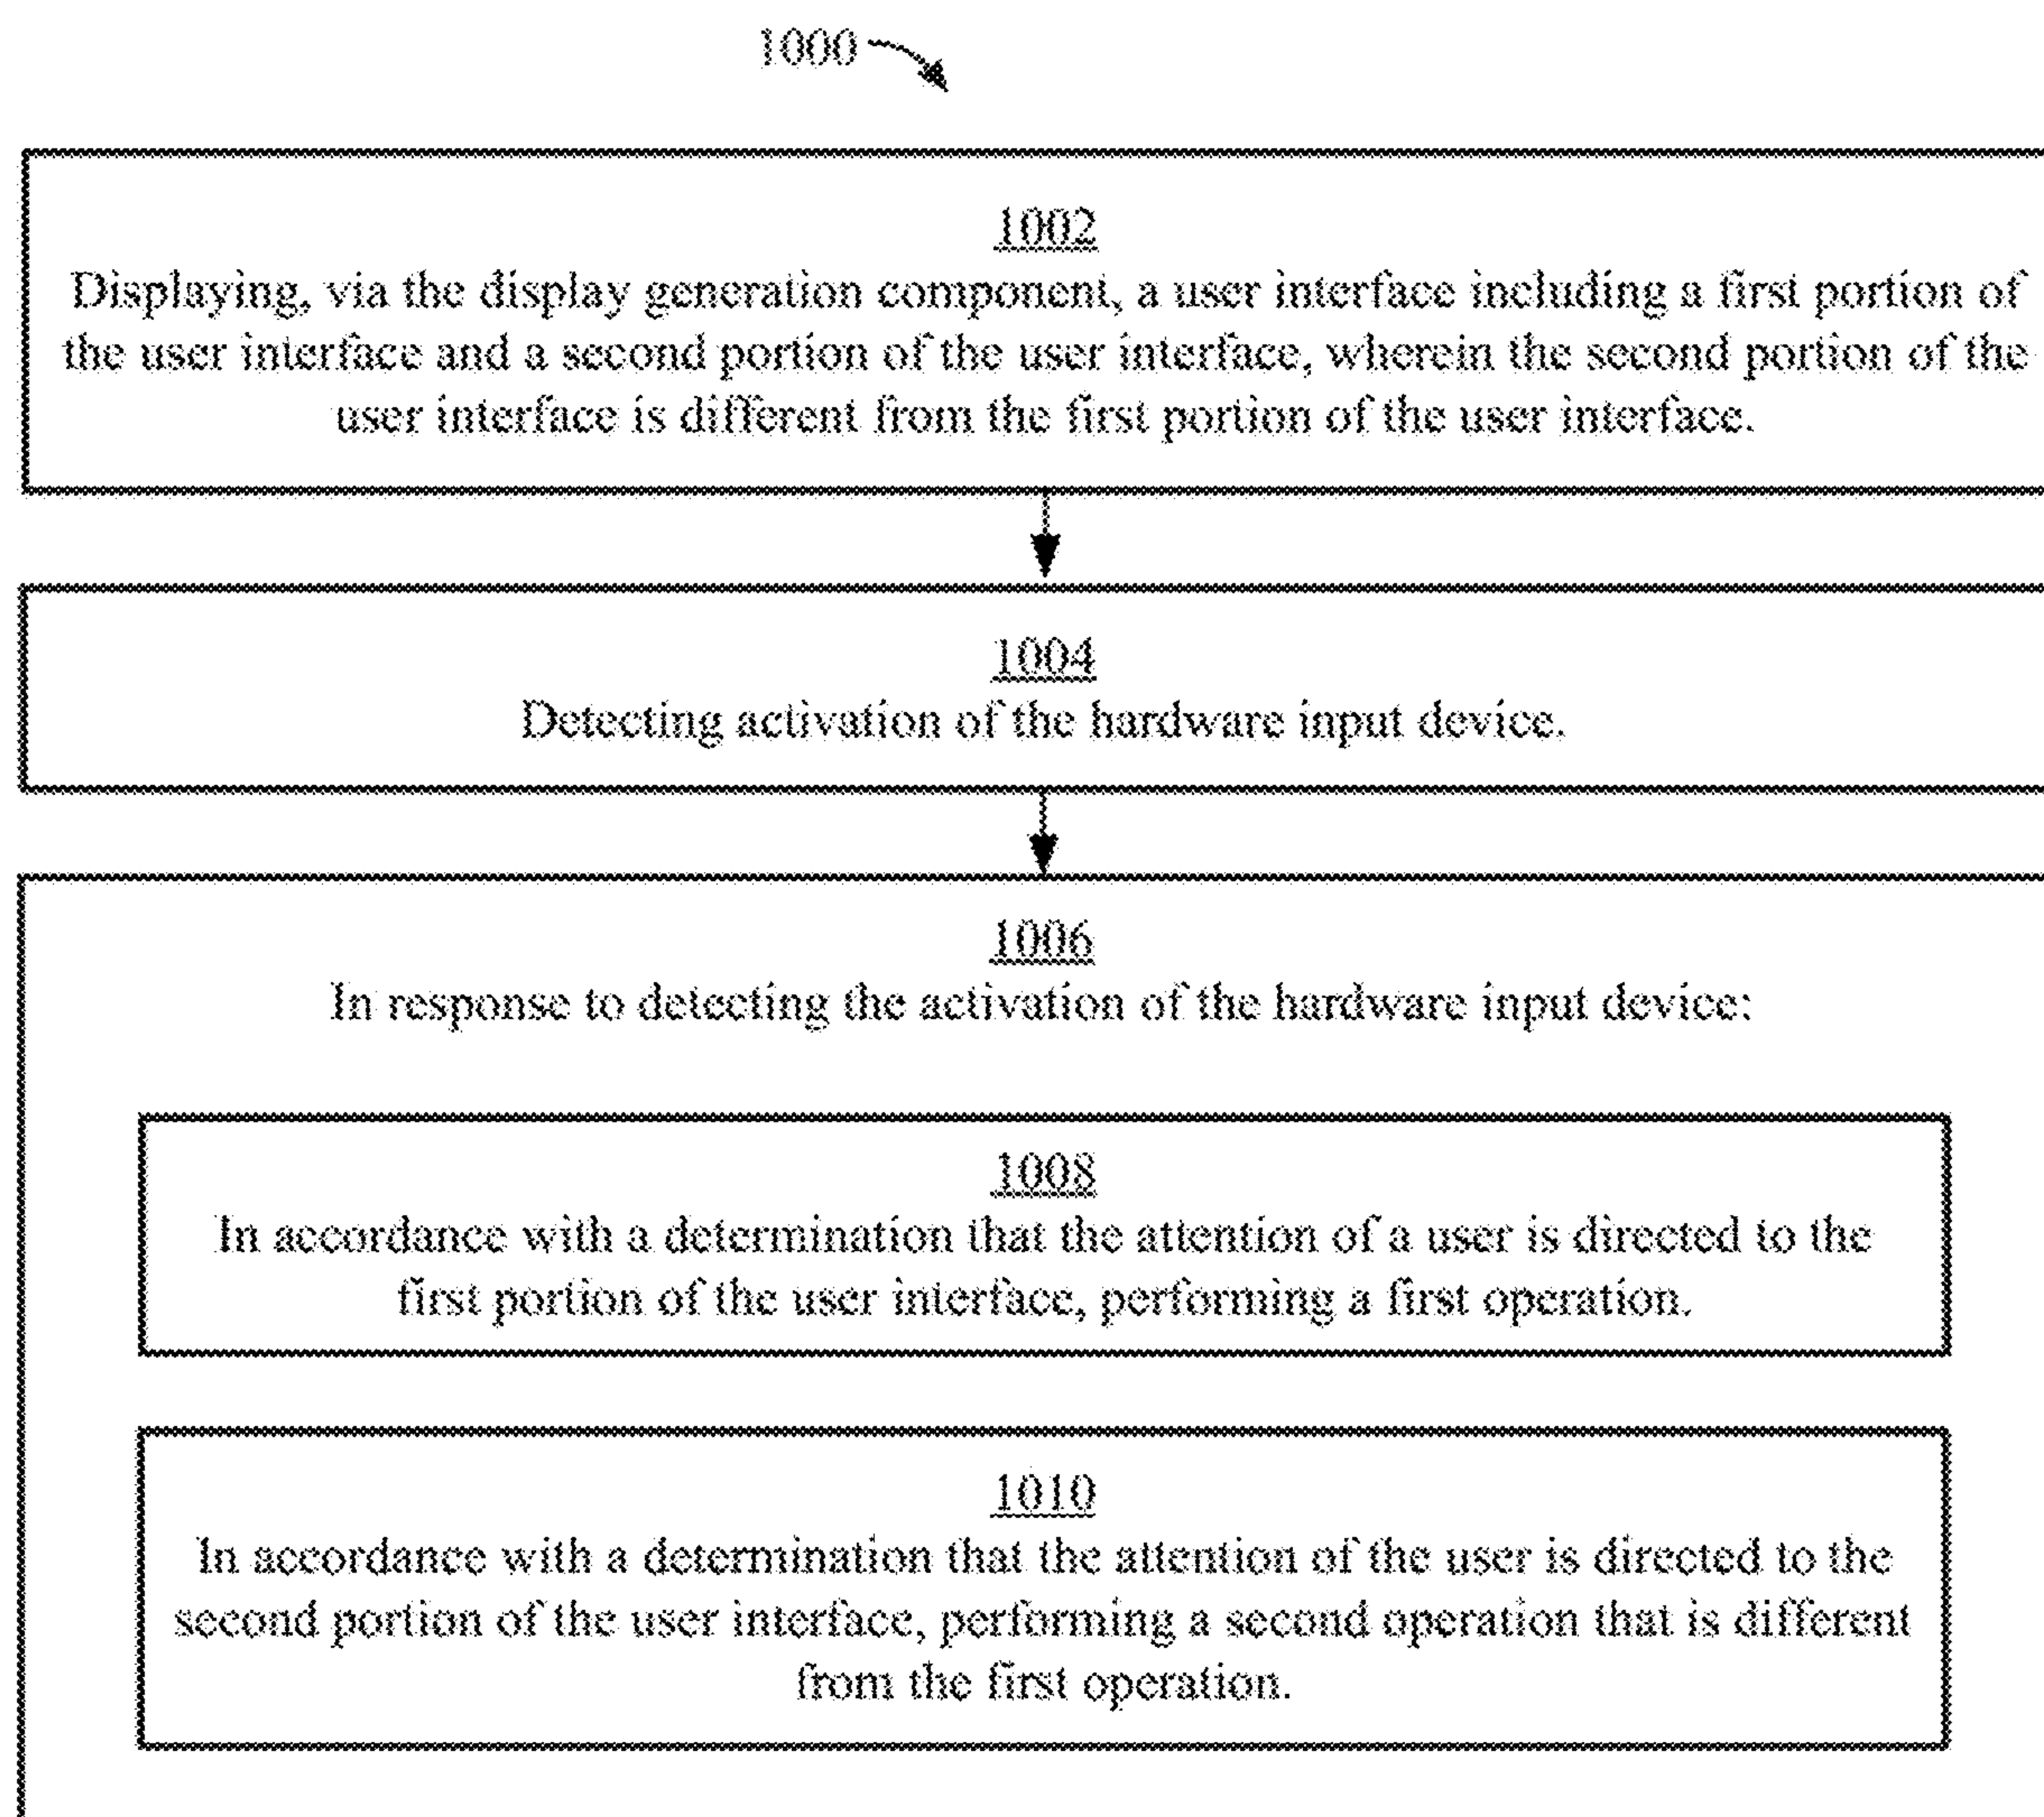 1000
1002
Displaying, via the display generation component, a user interface including a first portion of
the user interface and a second portion of the user interface, wherein the second portion of the
user interface is different from the first portion of the user interface.
1004
Detecting activation of the hardware input device.
1006
In response to detecting the activation of the hardware input device:
1008
In accordance with a determination that the attention of a user is directed to the
first portion of the user interface, performing a first operation.
1010
In accordance with a determination that the attention of the user is directed to the
second portion of the user interface, performing a second operation that is different
from the first operation.